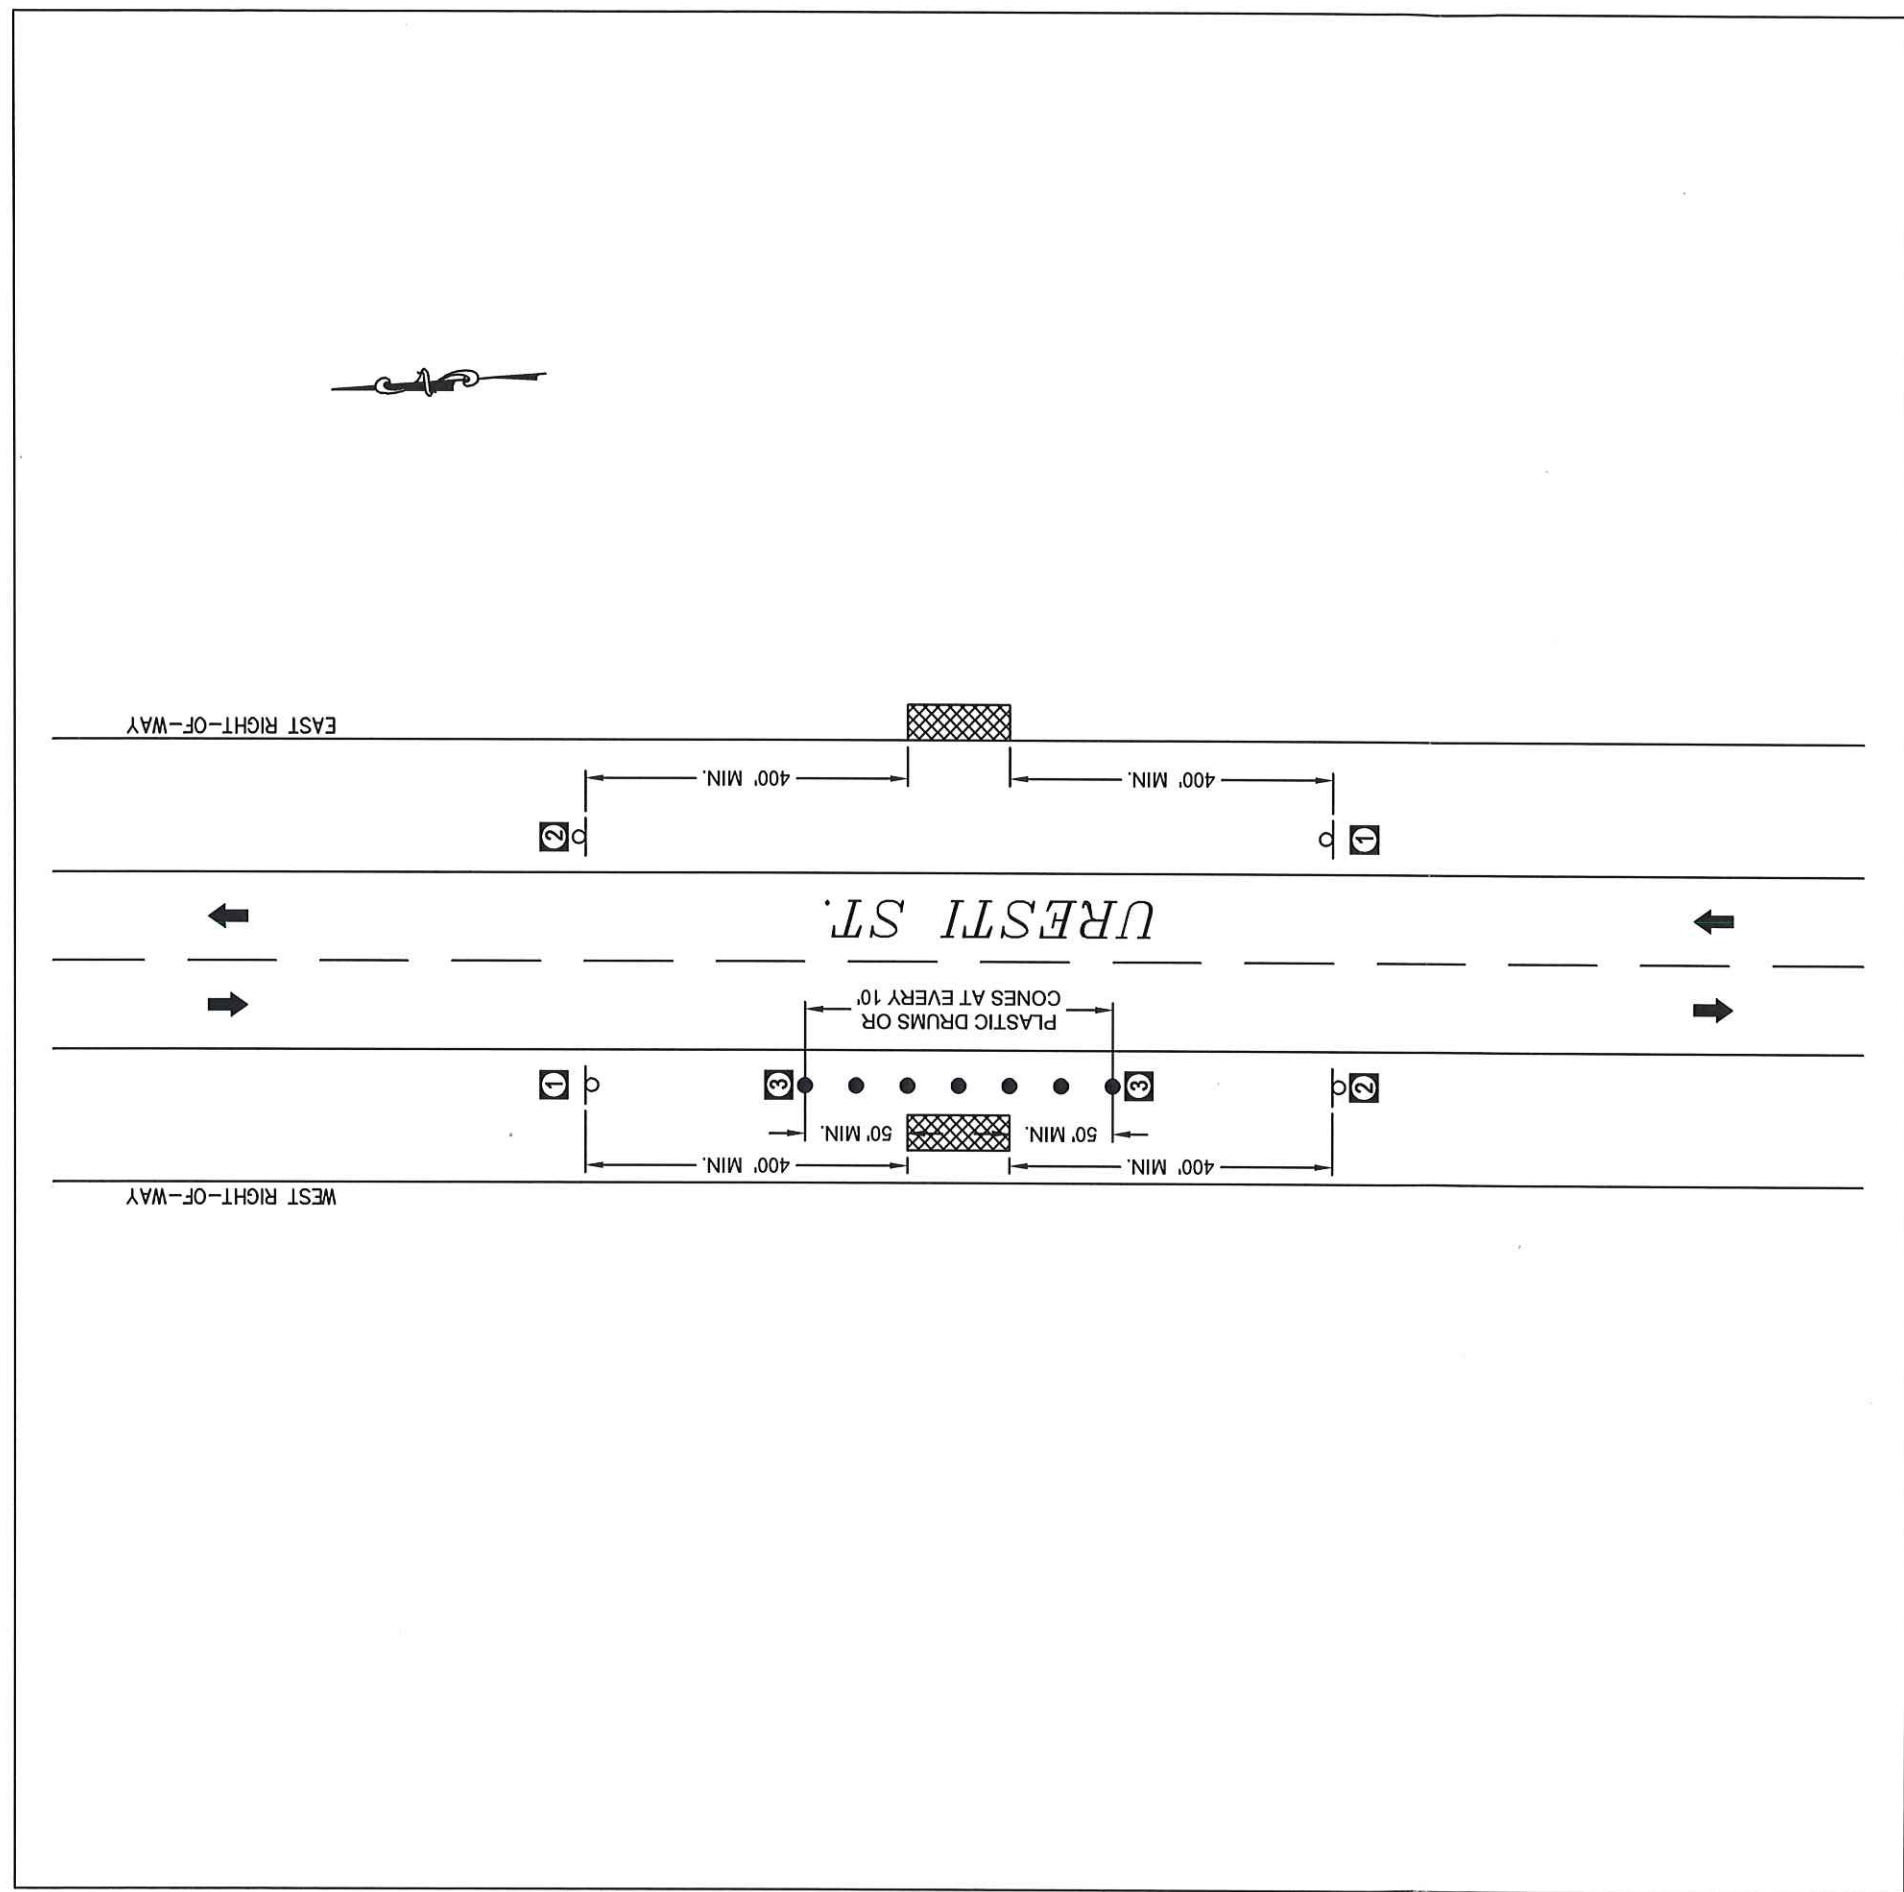 WEST RIGHT-OF-WAY
400' MIN.
400' MIN.
50' MIN.
50' MIN.
2
3
3
1
PLASTIC DRUMS OR
CONES AT EVERY 10'
URESTI ST.
1
2
400' MIN.
400' MIN.
EAST RIGHT-OF-WAY
N